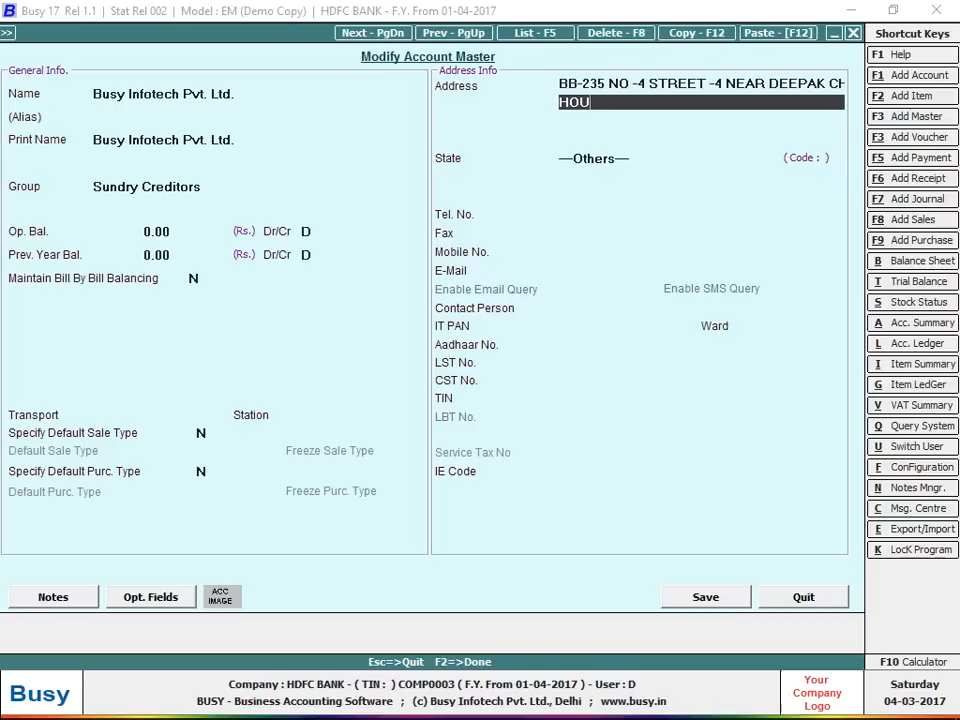 B Busy 17 Rel 1.1 | Stat Rel 002 | Model : EM (Demo Copy) | HDFC BANK - F.Y. From 01-04-2017
>> Next - PgDn Prev - PgUp List - F5 Delete - F8 Copy - F12 Paste - [F12]
Modify Account Master
General Info.
Name Busy Infotech Pvt. Ltd.
(Alias)
Print Name Busy Infotech Pvt. Ltd.
Group Sundry Creditors
Op. Bal. 0.00 (Rs.) Dr/Cr D
Prev. Year Bal. 0.00 (Rs.) Dr/Cr D
Maintain Bill By Bill Balancing N
Transport Station
Specify Default Sale Type N
Default Sale Type Freeze Sale Type
Specify Default Purc. Type N
Default Purc. Type Freeze Purc. Type
Address Info
Address BB-235 NO -4 STREET -4 NEAR DEEPAK CH
HOU
State —Others— ( Code : )
Tel. No.
Fax
Mobile No.
E-Mail
Enable Email Query Enable SMS Query
Contact Person
IT PAN Ward
Aadhaar No.
LST No.
CST No.
TIN
LBT No.
Service Tax No
IE Code
Notes Opt. Fields ACC IMAGE Save Quit
Esc=>Quit F2=>Done
Shortcut Keys
F1 Help
F1 Add Account
F2 Add Item
F3 Add Master
F3 Add Voucher
F5 Add Payment
F6 Add Receipt
F7 Add Journal
F8 Add Sales
F9 Add Purchase
B Balance Sheet
T Trial Balance
S Stock Status
A Acc. Summary
L Acc. Ledger
I Item Summary
G Item LedGer
V VAT Summary
Q Query System
U Switch User
F ConFiguration
N Notes Mngr.
C Msg. Centre
E Export/Import
K LocK Program
F10 Calculator
Busy
Company : HDFC BANK - ( TIN : ) COMP0003 ( F.Y. From 01-04-2017 ) - User : D
BUSY - Business Accounting Software ; (c) Busy Infotech Pvt. Ltd., Delhi ; www.busy.in
Your
Company
Logo
Saturday
04-03-2017